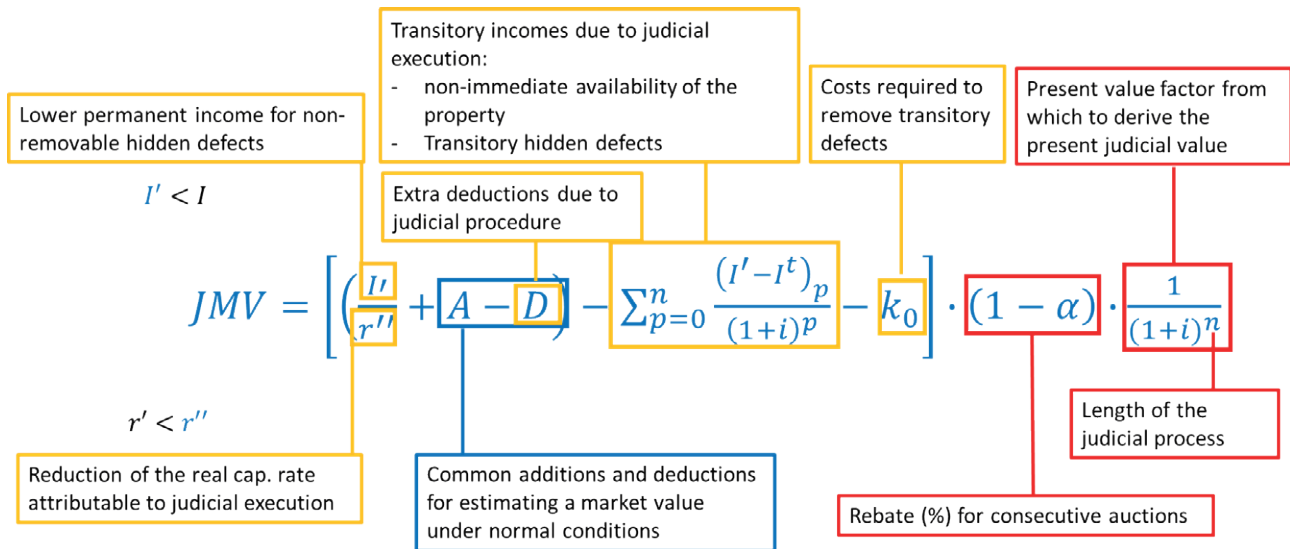 Transitory incomes due to judicial
execution:
- non-immediate availability of the
property
- Transitory hidden defects
Lower permanent income for non-
removable hidden defects
Costs required to
remove transitory
defects
Present value factor from
which to derive the
present judicial value
I′ < I
Extra deductions due to
judicial procedure
JMV = [(I′/r′′ + A − D) − ∑ₚ₌₀ⁿ (I′−Iᵗ)ₚ/(1+i)ᵖ − k₀] · (1 − α) · 1/(1+i)ⁿ
r′ < r′′
Reduction of the real cap. rate
attributable to judicial execution
Common additions and deductions
for estimating a market value
under normal conditions
Length of the
judicial process
Rebate (%) for consecutive auctions